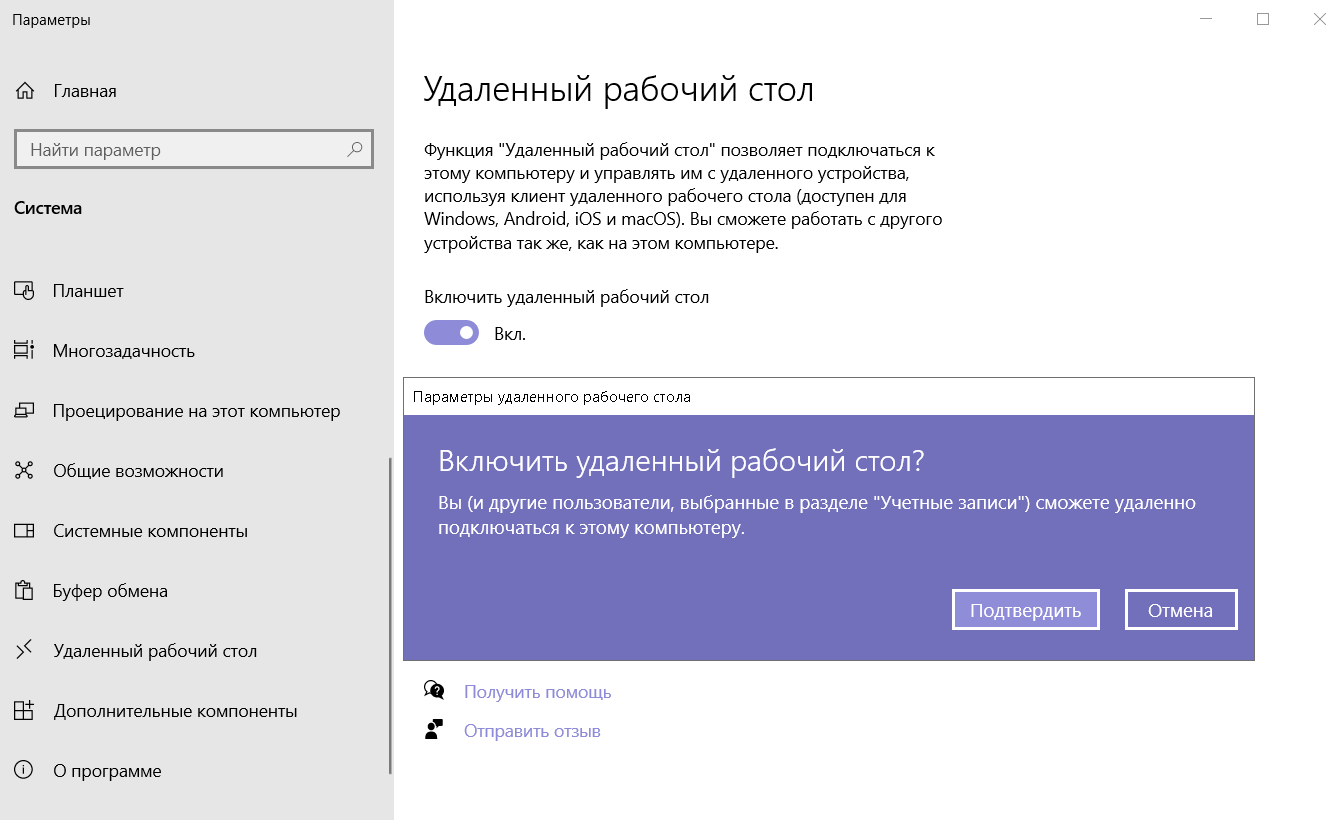 Параметры
Главная
Найти параметр
Система
Планшет
Многозадачность
Проецирование на этот компьютер
Общие возможности
Системные компоненты
Буфер обмена
Удаленный рабочий стол
Дополнительные компоненты
О программе
Удаленный рабочий стол
Функция "Удаленный рабочий стол" позволяет подключаться к
этому компьютеру и управлять им с удаленного устройства,
используя клиент удаленного рабочего стола (доступен для
Windows, Android, iOS и macOS). Вы сможете работать с другого
устройства так же, как на этом компьютере.
Включить удаленный рабочий стол
Вкл.
Параметры удаленного рабочего стола
Включить удаленный рабочий стол?
Вы (и другие пользователи, выбранные в разделе "Учетные записи") сможете удаленно
подключаться к этому компьютеру.
Подтвердить
Отмена
Получить помощь
Отправить отзыв